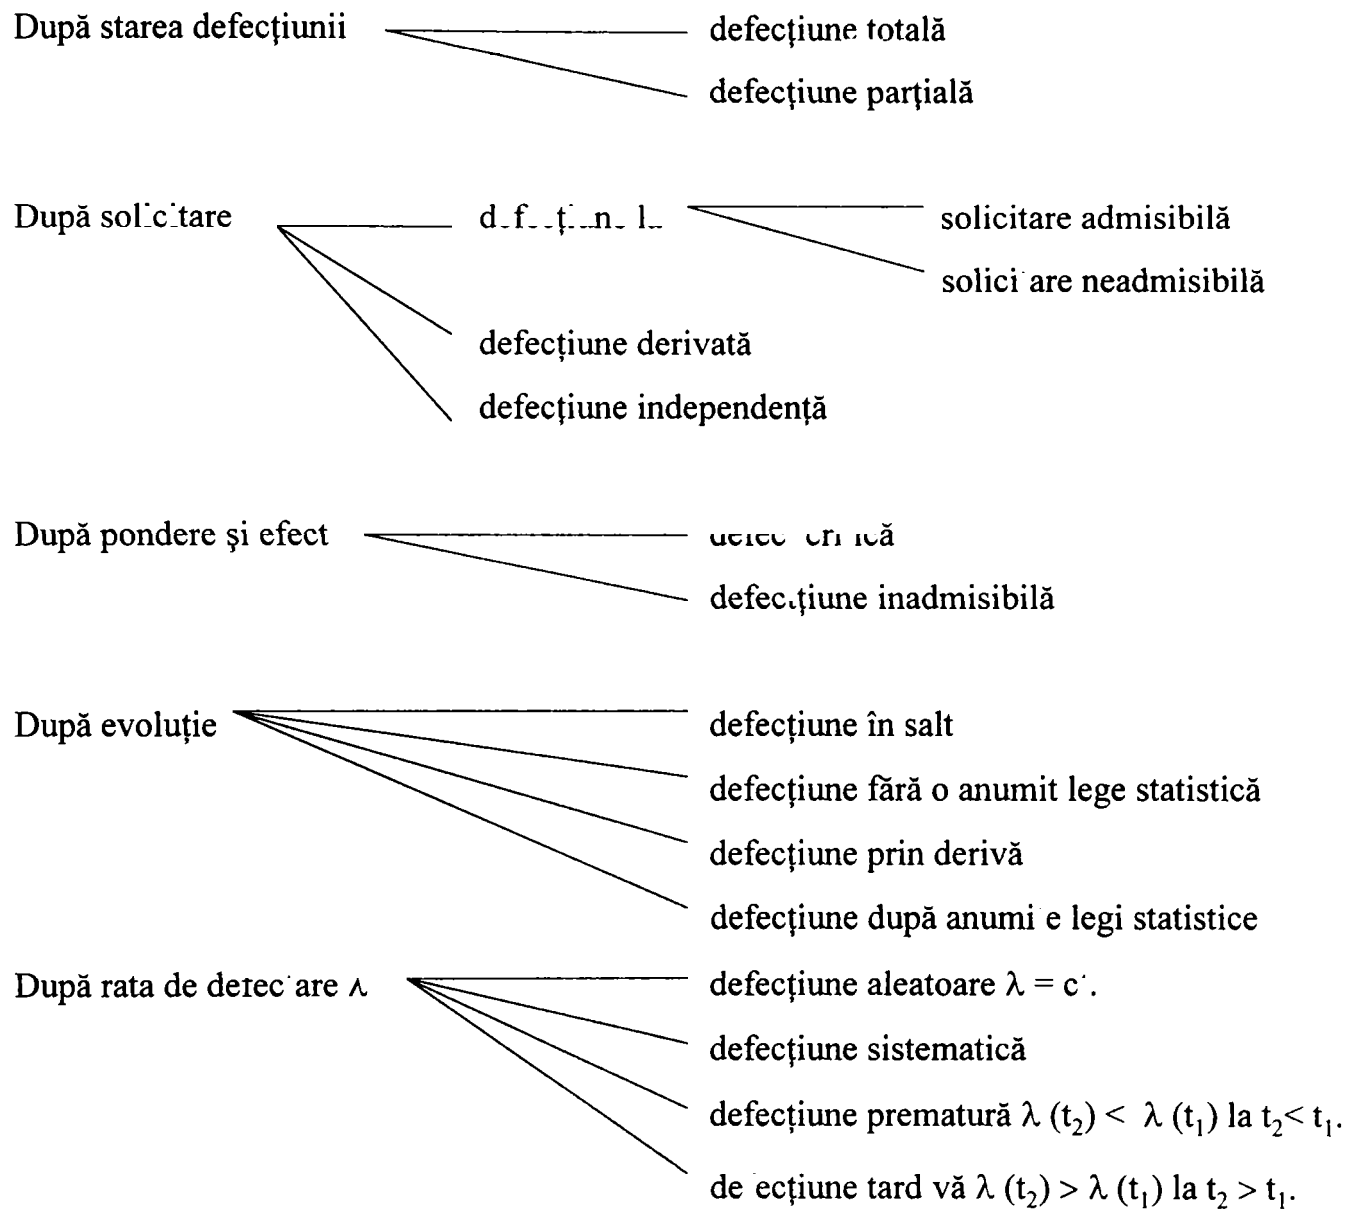 După starea defecţiunii
defecţiune totală
defecţiune parţială
După solicitare
solicitare admisibilă
solicitare neadmisibilă
defecţiune derivată
defecţiune independenţă
După pondere şi efect
defecţiune inadmisibilă
După evoluţie
defecţiune în salt
defecţiune fără o anumit lege statistică
defecţiune prin derivă
defecţiune după anumite legi statistice
După rata de defectare λ
defecţiune aleatoare λ =
defecţiune sistematică
defecţiune prematură λ (t₂) < λ (t₁) la t₂< t₁.
defecţiune tardivă λ (t₂) > λ (t₁) la t₂ > t₁.